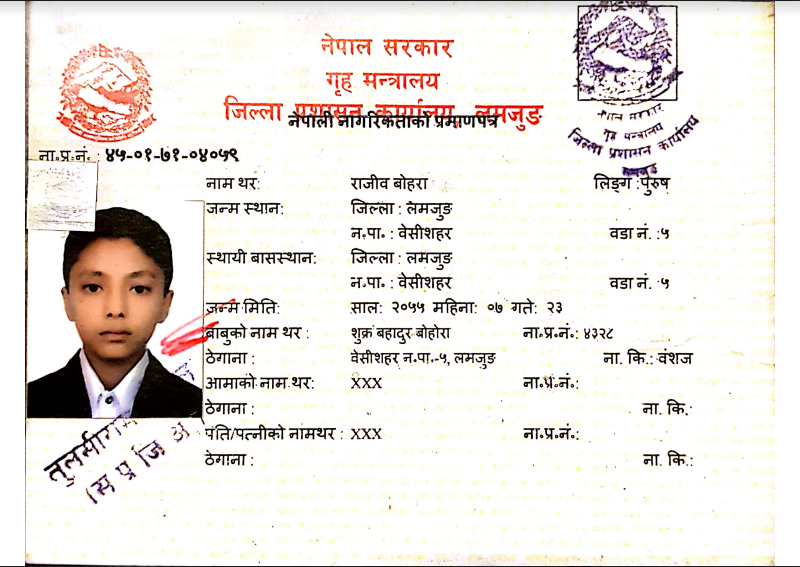 नेपाल सरकार
गृह मन्त्रालय
जिल्ला प्रशासन कार्यालय, लमजुङ
नेपाली नागरिकताको प्रमाणपत्र
नेपाल सरकार
गृह मन्त्रालय
जिल्ला प्रशासन कार्यालय
लमजुङ
ना॰प्र॰नं॰ : ४५-०१-७१-०४०५९
नाम थर: राजीव बोहरा लिङ्ग :पुरुष
जन्म स्थान: जिल्ला : लमजुङ
न.पा. : वेसीशहर वडा नं. :५
स्थायी बासस्थान: जिल्ला : लमजुङ
न.पा. : वेसीशहर वडा नं. :५
जन्म मिति: साल: २०५५ महिना: ०७ गते: २३
बाबुको नाम थर : शुक्र बहादुर बोहोरा ना॰प्र॰नं॰: ४३२८
ठेगाना : वेसीशहर न.पा.-५, लमजुङ ना. कि.: वंशज
आमाको नाम थर: XXX ना॰प्र॰नं॰:
ठेगाना : ना. कि.:
पति/पत्नीको नामथर : XXX ना॰प्र॰नं॰:
ठेगाना : ना. कि.:
तुलसीराम
स प्र जि अ